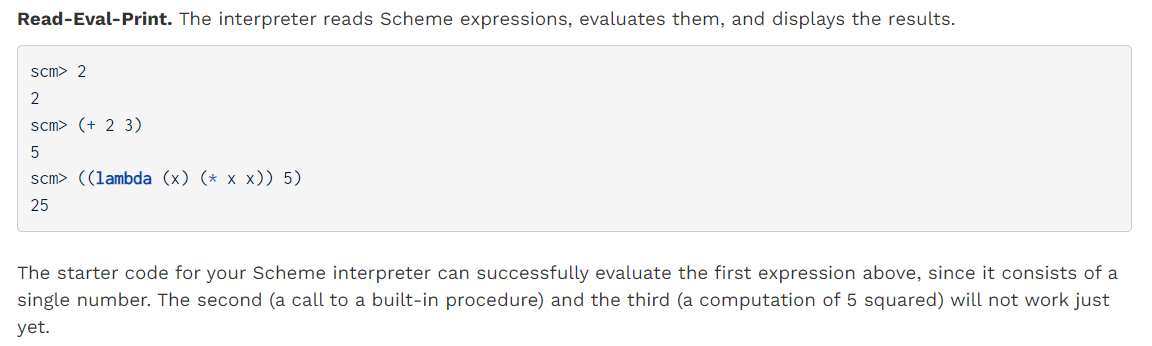 Read-Eval-Print. The interpreter reads Scheme expressions, evaluates them, and displays the results.
scm> 2
2
scm> (+ 2 3)
5
scm> ((lambda (x) (* x x)) 5)
25
The starter code for your Scheme interpreter can successfully evaluate the first expression above, since it consists of a
single number. The second (a call to a built-in procedure) and the third (a computation of 5 squared) will not work just
yet.